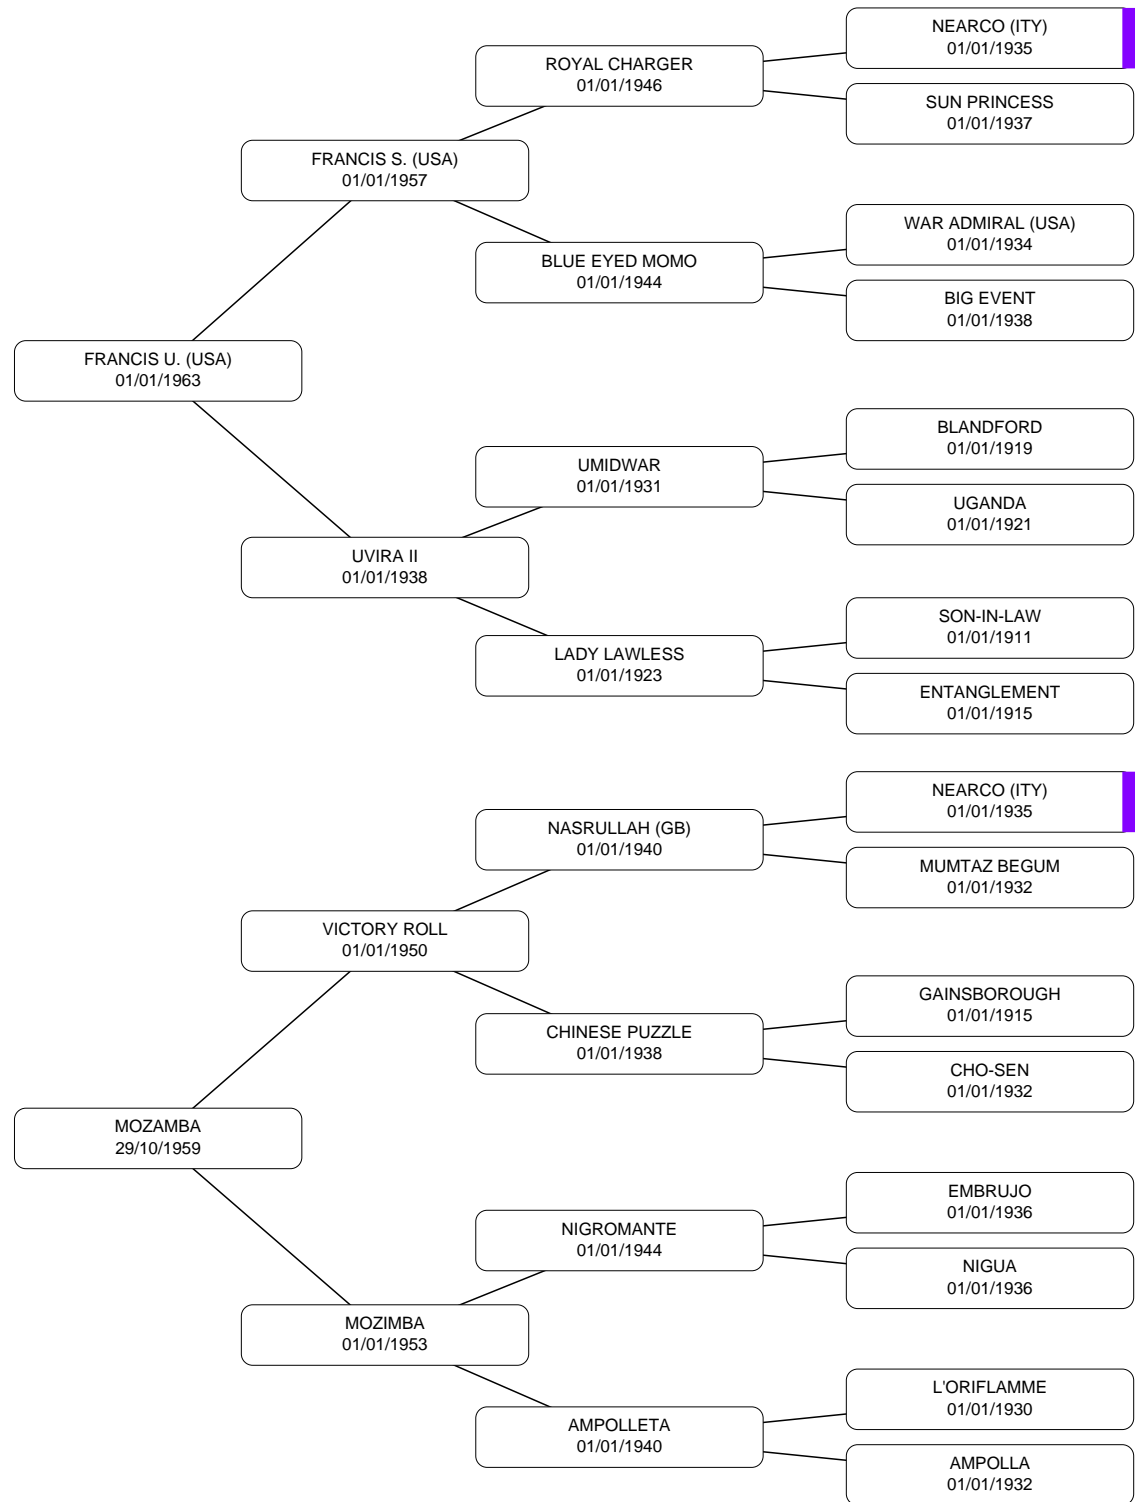 NEARCO (ITY)
01/01/1935
ROYAL CHARGER
01/01/1946
SUN PRINCESS
01/01/1937
FRANCIS S. (USA)
01/01/1957
WAR ADMIRAL (USA)
01/01/1934
BLUE EYED MOMO
01/01/1944
BIG EVENT
01/01/1938
FRANCIS U. (USA)
01/01/1963
BLANDFORD
01/01/1919
UMIDWAR
01/01/1931
UGANDA
01/01/1921
UVIRA II
01/01/1938
SON-IN-LAW
01/01/1911
LADY LAWLESS
01/01/1923
ENTANGLEMENT
01/01/1915
NEARCO (ITY)
01/01/1935
NASRULLAH (GB)
01/01/1940
MUMTAZ BEGUM
01/01/1932
VICTORY ROLL
01/01/1950
GAINSBOROUGH
01/01/1915
CHINESE PUZZLE
01/01/1938
CHO-SEN
01/01/1932
MOZAMBA
29/10/1959
EMBRUJO
01/01/1936
NIGROMANTE
01/01/1944
NIGUA
01/01/1936
MOZIMBA
01/01/1953
L'ORIFLAMME
01/01/1930
AMPOLLETA
01/01/1940
AMPOLLA
01/01/1932